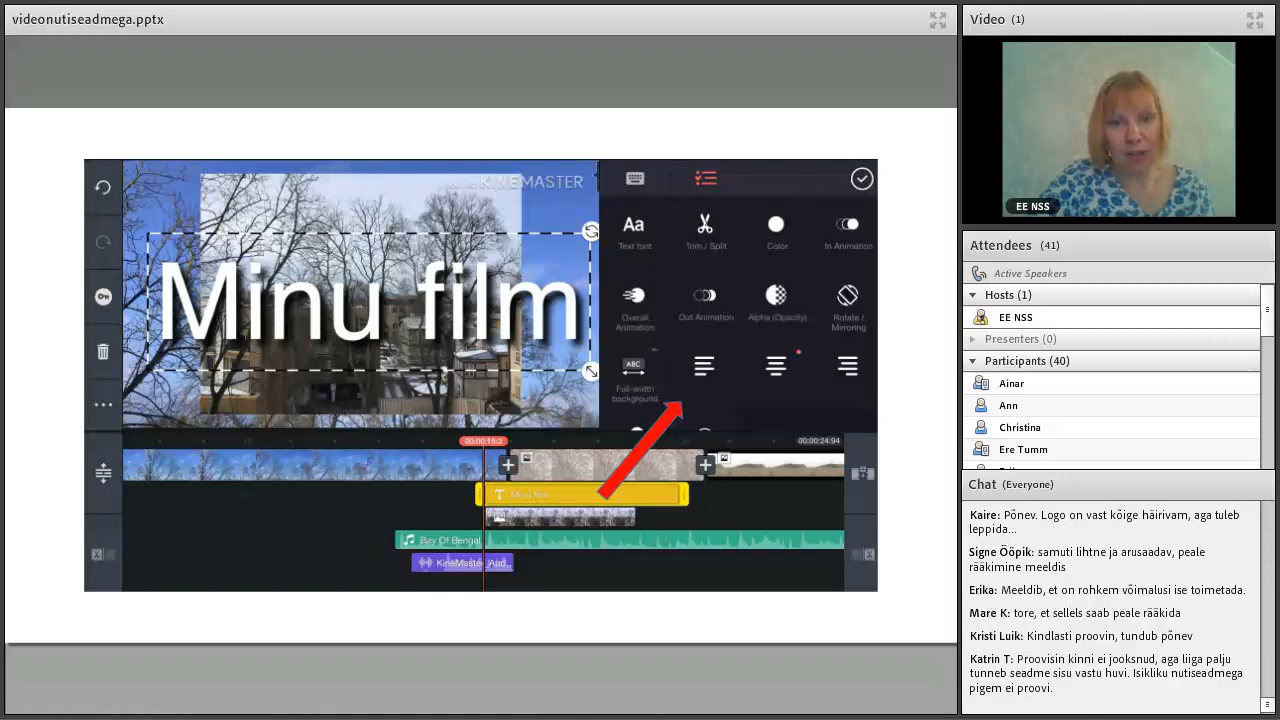 videonutiseadmega.pptx
KINEMASTER
Minu film
Aa
Text font
Trim / Split
Color
In Animation
Overall
Animation
Out Animation
Alpha (Opacity)
Rotate /
Mirroring
ABC
Full-width
background
00:00:15.3
00:00:24.94
T Minu film
Bay Of Bengal
KineMaster_Aud..
Video (1)
EE NSS
Attendees (41)
Active Speakers
Hosts (1)
EE NSS
Presenters (0)
Participants (40)
Ainar
Ann
Christina
Ere Tumm
Chat (Everyone)
Kaire: Põnev. Logo on vast kõige häirivam, aga tuleb
leppida...
Signe Ööpik: samuti lihtne ja kaasav, peale
rääkimine meeldis
Erika: Meeldib, et on rohkem võimalusi ise toimetada.
Mare K: tore, et sellels saab peale rääkida
Kristi Luik: Kindlasti proovin, tundub põnev
Katrin T: Proovisin kinni ei jooksnud, aga liiga palju
tunneb seadme sisu vastu huvi. Isikliku nutiseadmega
pigem ei proovi.